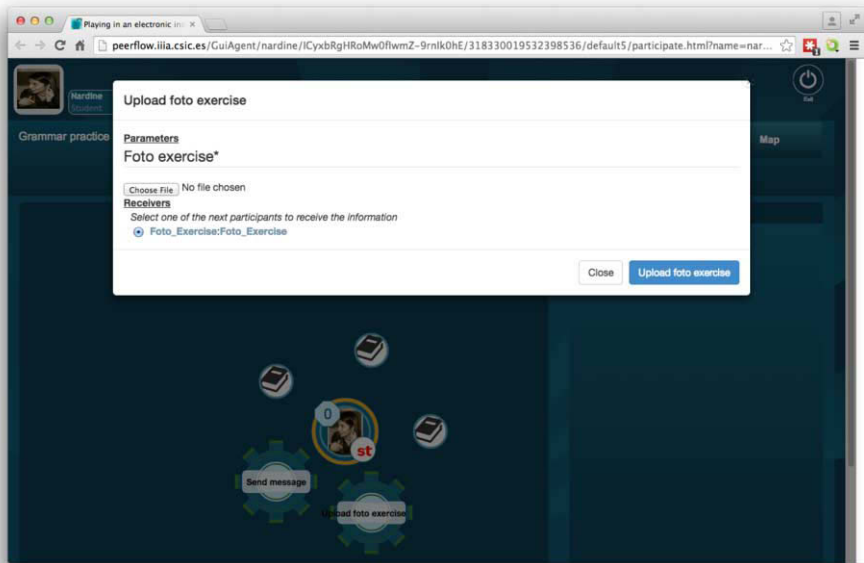 Playing in an electronic ins
peerflow.iiia.csic.es/GuiAgent/nardine/ICyxbRgHRoMw0flwmZ-9rnIk0hE/318330019532398536/default5/participate.html?name=nar...
Nardine
Student
Exit
Upload foto exercise
Grammar practice
Map
Parameters
Foto exercise*
Choose File No file chosen
Receivers
Select one of the next participants to receive the information
Foto_Exercise:Foto_Exercise
Close
Upload foto exercise
0
st
Send message
Upload foto exercise